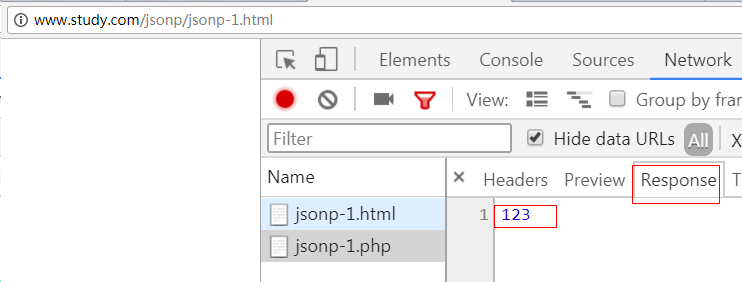 www.study.com/jsonp/jsonp-1.html
Elements Console Sources Network
View: Group by fra
Filter Hide data URLs All X
Name × Headers Preview Response T
jsonp-1.html 1 123
jsonp-1.php